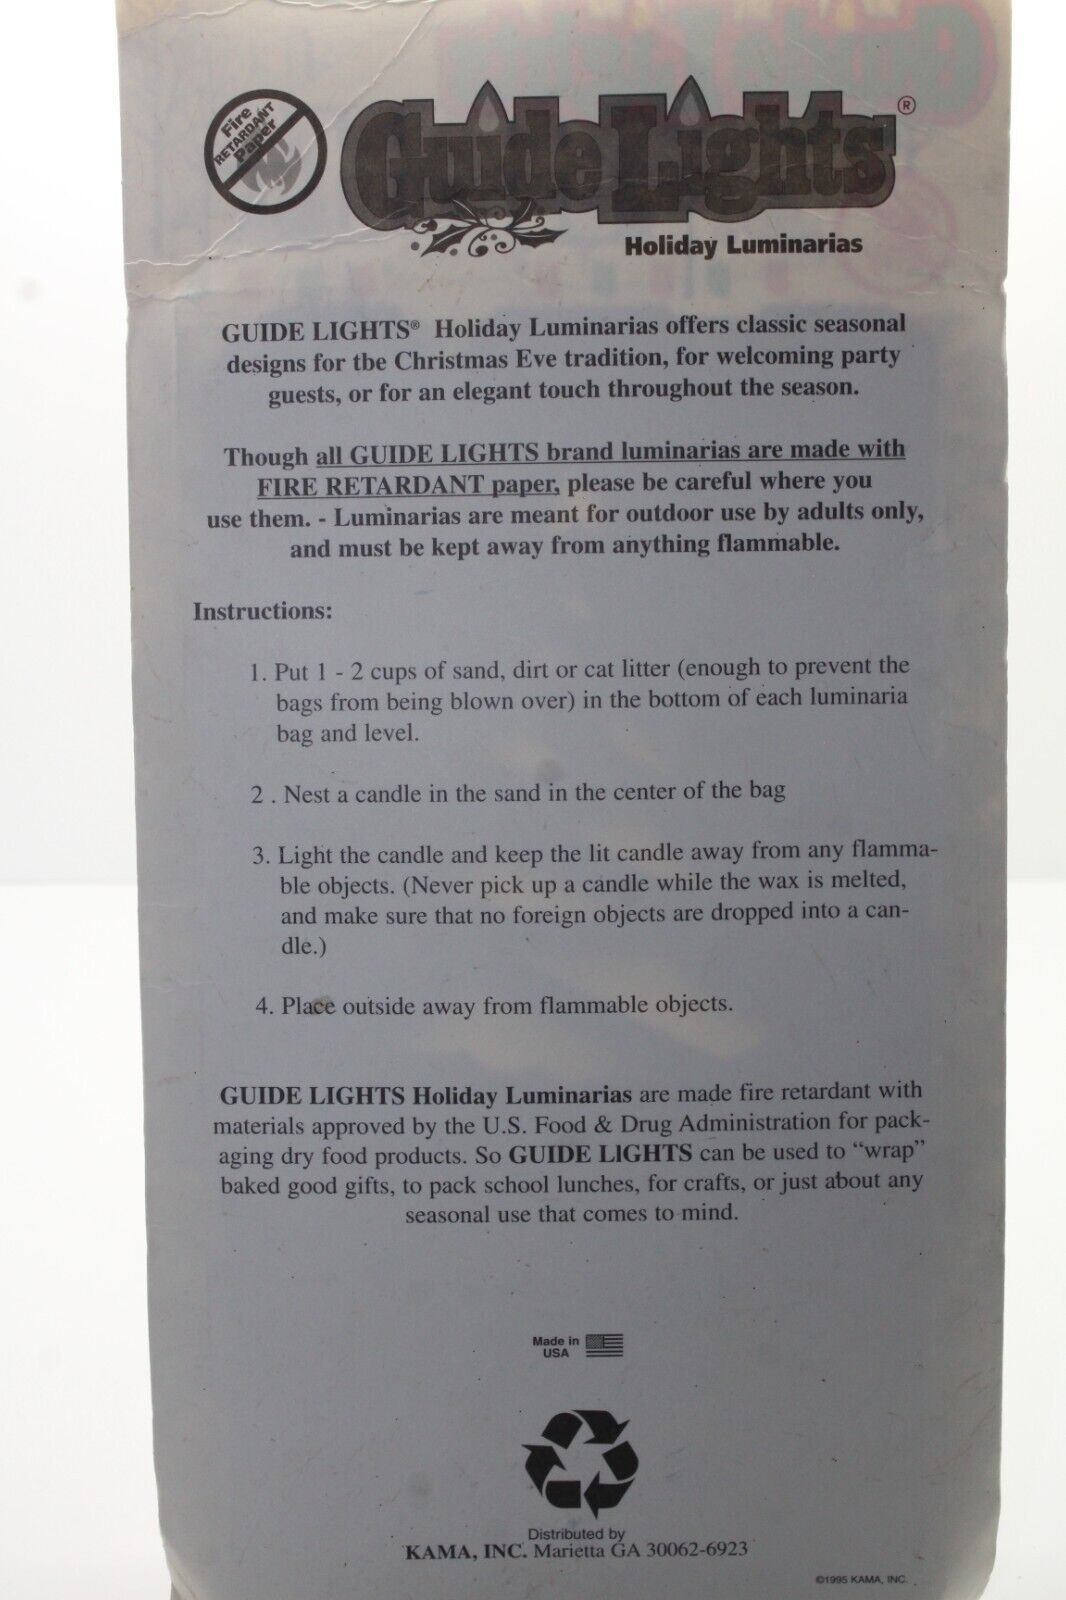 Fire
RETARDANT
Paper
Guide Lights®
Holiday Luminarias
GUIDE LIGHTS® Holiday Luminarias offers classic seasonal
designs for tbe Christmas Eve tradition, for welcoming party
guests, or for an elegant touch throughout the season.
Though all GUIDE LIGHTS brand luminarias are made with
FIRE RETARDANT paper, please be careful where you
use them. - Luminarias are meant for outdoor use by adults only,
and must be kept away from anything flammable.
Instructions:
1. Put 1 - 2 cups of sand, dirt or cat litter (enough to prevent the
bags from being blown over) in the bottom of each luminaria
bag and level.
2 . Nest a candle in the sand in the center of the bag
3. Light the candle and keep the lit candle away from any flamma-
ble objects. (Never pick up a candle while the wax is melted,
and make sure that no foreign objects are dropped into a can-
dle.)
4. Place outside away from flammable objects.
GUIDE LIGHTS Holiday Luminarias are made fire retardant with
materials approved by the U.S. Food & Drug Administration for pack-
aging dry food products. So GUIDE LIGHTS can be used to “wrap”
baked good gifts, to pack school lunches, for crafts, or just about any
seasonal use that comes to mind.
Made in
USA
Distributed by
KAMA, INC. Marietta GA 30062-6923
©1995 KAMA, INC.